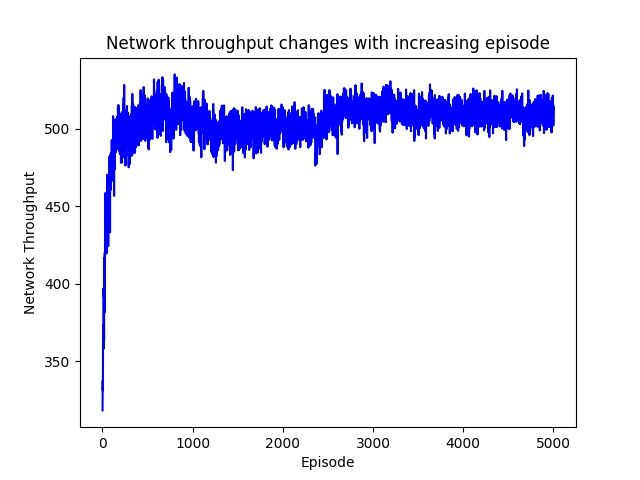 Network throughput changes with increasing episode
500
450
400
350
Network Throughput
0 1000 2000 3000 4000 5000
Episode